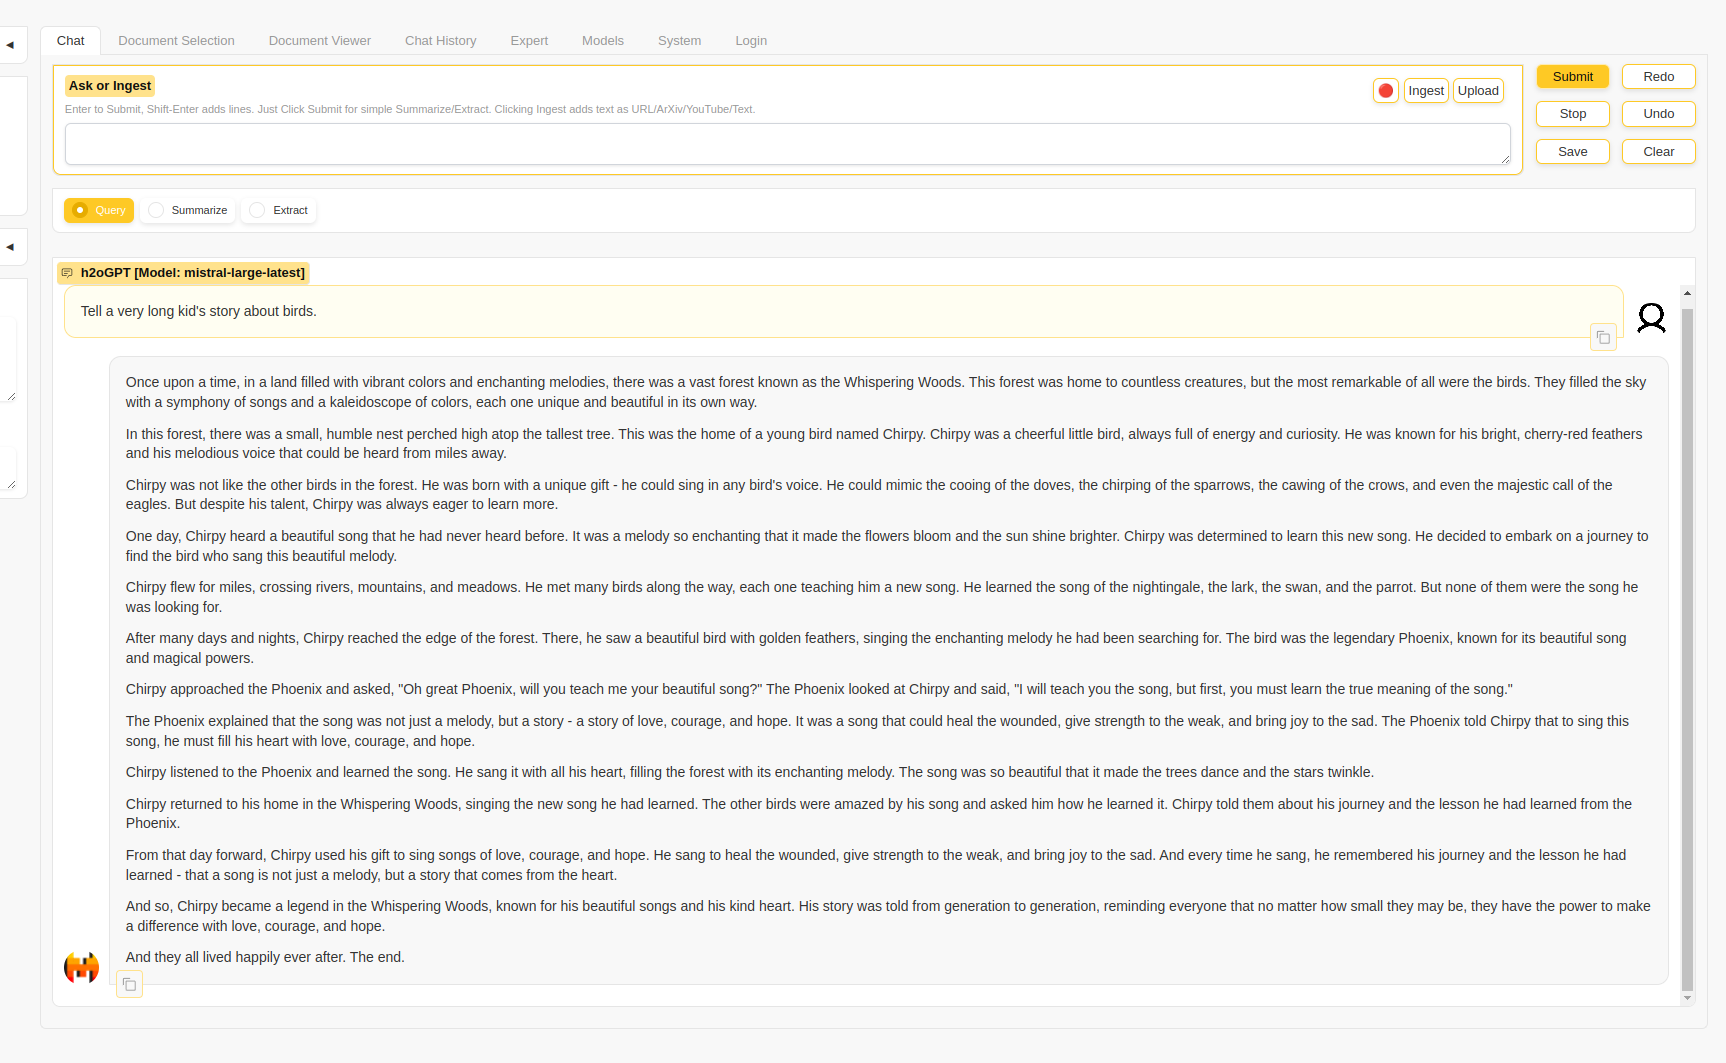 Chat Document Selection Document Viewer Chat History Expert Models System Login
Ask or Ingest
Enter to Submit, Shift-Enter adds lines. Just Click Submit for simple Summarize/Extract. Clicking Ingest adds text as URL/ArXiv/YouTube/Text.
Ingest Upload
Submit Redo
Stop Undo
Save Clear
Query Summarize Extract
h2oGPT [Model: mistral-large-latest]
Tell a very long kid's story about birds.
Once upon a time, in a land filled with vibrant colors and enchanting melodies, there was a vast forest known as the Whispering Woods. This forest was home to countless creatures, but the most remarkable of all were the birds. They filled the sky
with a symphony of songs and a kaleidoscope of colors, each one unique and beautiful in its own way.
In this forest, there was a small, humble nest perched high atop the tallest tree. This was the home of a young bird named Chirpy. Chirpy was a cheerful little bird, always full of energy and curiosity. He was known for his bright, cherry-red feathers
and his melodious voice that could be heard from miles away.
Chirpy was not like the other birds in the forest. He was born with a unique gift - he could sing in any bird's voice. He could mimic the cooing of the doves, the chirping of the sparrows, the cawing of the crows, and even the majestic call of the
eagles. But despite his talent, Chirpy was always eager to learn more.
One day, Chirpy heard a beautiful song that he had never heard before. It was a melody so enchanting that it made the flowers bloom and the sun shine brighter. Chirpy was determined to learn this new song. He decided to embark on a journey to
find the bird who sang this beautiful melody.
Chirpy flew for miles, crossing rivers, mountains, and meadows. He met many birds along the way, each one teaching him a new song. He learned the song of the nightingale, the lark, the swan, and the parrot. But none of them were the song he
was looking for.
After many days and nights, Chirpy reached the edge of the forest. There, he saw a beautiful bird with golden feathers, singing the enchanting melody he had been searching for. The bird was the legendary Phoenix, known for its beautiful song
and magical powers.
Chirpy approached the Phoenix and asked, "Oh great Phoenix, will you teach me your beautiful song?" The Phoenix looked at Chirpy and said, "I will teach you the song, but first, you must learn the true meaning of the song."
The Phoenix explained that the song was not just a melody, but a story - a story of love, courage, and hope. It was a song that could heal the wounded, give strength to the weak, and bring joy to the sad. The Phoenix told Chirpy that to sing this
song, he must fill his heart with love, courage, and hope.
Chirpy listened to the Phoenix and learned the song. He sang it with all his heart, filling the forest with its enchanting melody. The song was so beautiful that it made the trees dance and the stars twinkle.
Chirpy returned to his home in the Whispering Woods, singing the new song he had learned. The other birds were amazed by his song and asked him how he learned it. Chirpy told them about his journey and the lesson he had learned from the
Phoenix.
From that day forward, Chirpy used his gift to sing songs of love, courage, and hope. He sang to heal the wounded, give strength to the weak, and bring joy to the sad. And every time he sang, he remembered his journey and the lesson he had
learned - that a song is not just a melody, but a story that comes from the heart.
And so, Chirpy became a legend in the Whispering Woods, known for his beautiful songs and his kind heart. His story was told from generation to generation, reminding everyone that no matter how small they may be, they have the power to make
a difference with love, courage, and hope.
And they all lived happily ever after. The end.